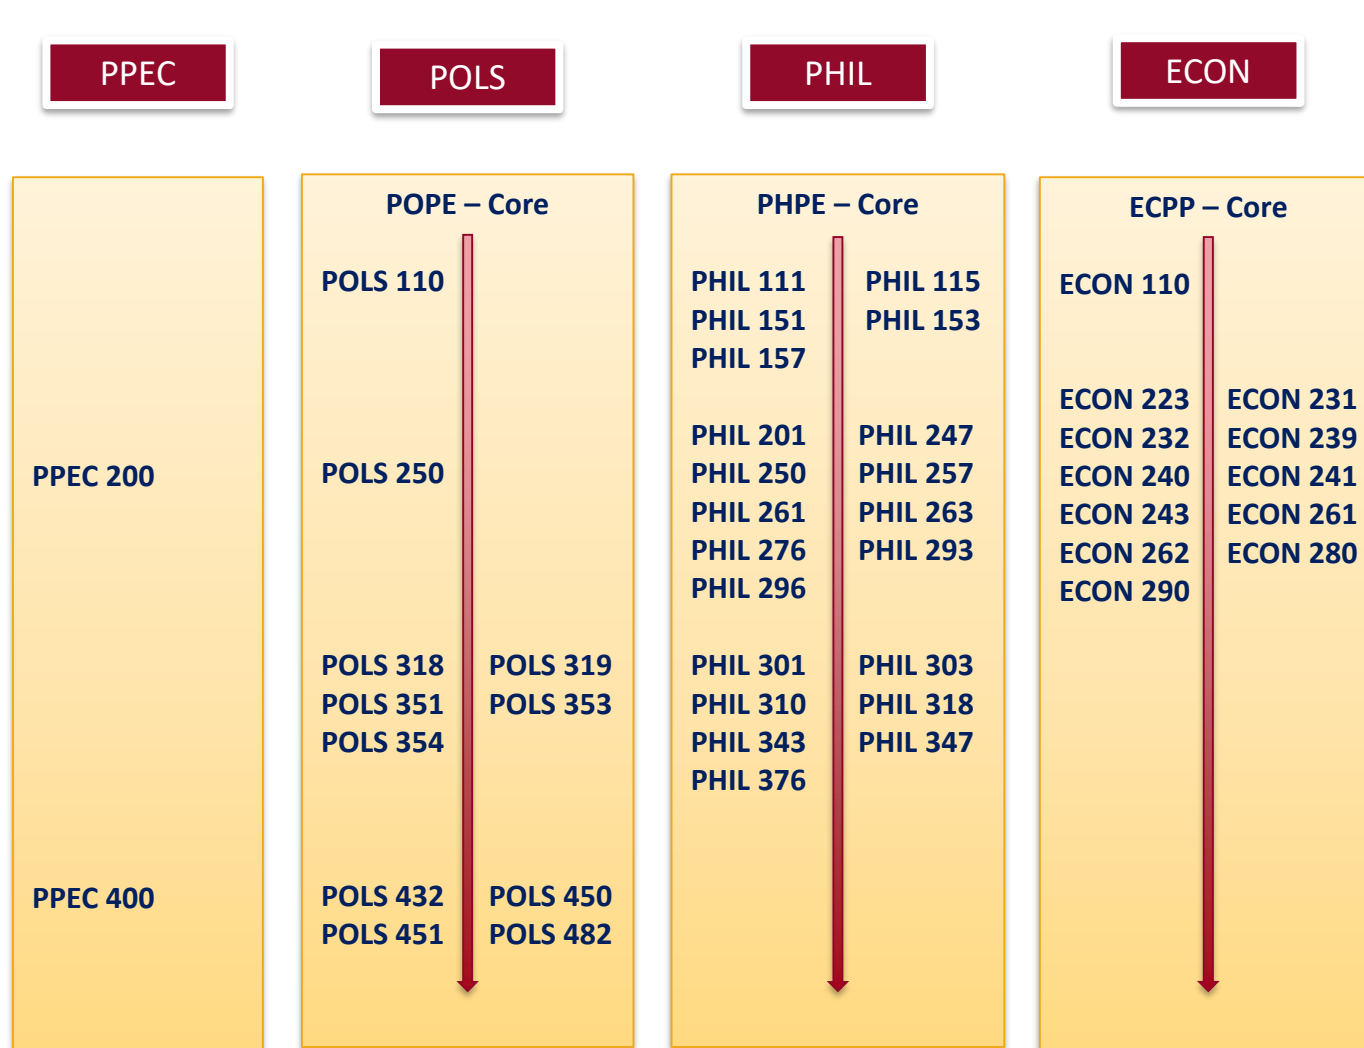 PPEC
POLS
PHIL
ECON
PPEC 200
PPEC 400
POPE – Core
POLS 110
POLS 250
POLS 318 POLS 319
POLS 351 POLS 353
POLS 354
POLS 432 POLS 450
POLS 451 POLS 482
PHPE – Core
PHIL 111 PHIL 115
PHIL 151 PHIL 153
PHIL 157
PHIL 201 PHIL 247
PHIL 250 PHIL 257
PHIL 261 PHIL 263
PHIL 276 PHIL 293
PHIL 296
PHIL 301 PHIL 303
PHIL 310 PHIL 318
PHIL 343 PHIL 347
PHIL 376
ECPP – Core
ECON 110
ECON 223 ECON 231
ECON 232 ECON 239
ECON 240 ECON 241
ECON 243 ECON 261
ECON 262 ECON 280
ECON 290